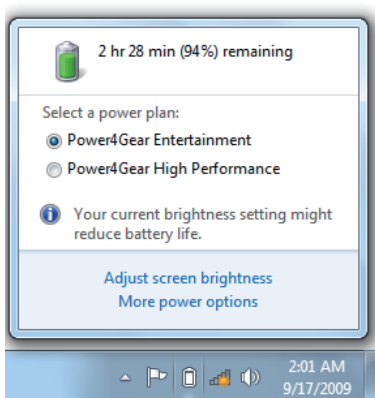 2 hr 28 min (94%) remaining
Select a power plan:
Power4Gear Entertainment
Power4Gear High Performance
Your current brightness setting might
reduce battery life.
Adjust screen brightness
More power options
2:01 AM
9/17/2009